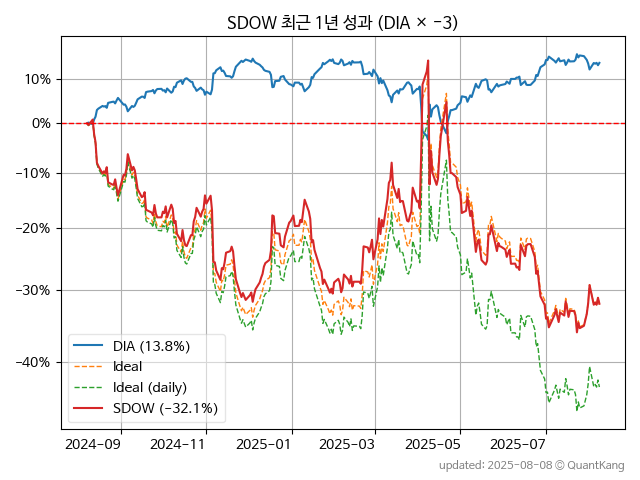 SDOW 최근 1년 성과 (DIA × −3)
10%
0%
−10%
−20%
−30%
−40%
DIA (13.8%)
Ideal
Ideal (daily)
SDOW (−32.1%)
2024-09 2024-11 2025-01 2025-03 2025-05 2025-07
updated: 2025-08-08 © QuantKang